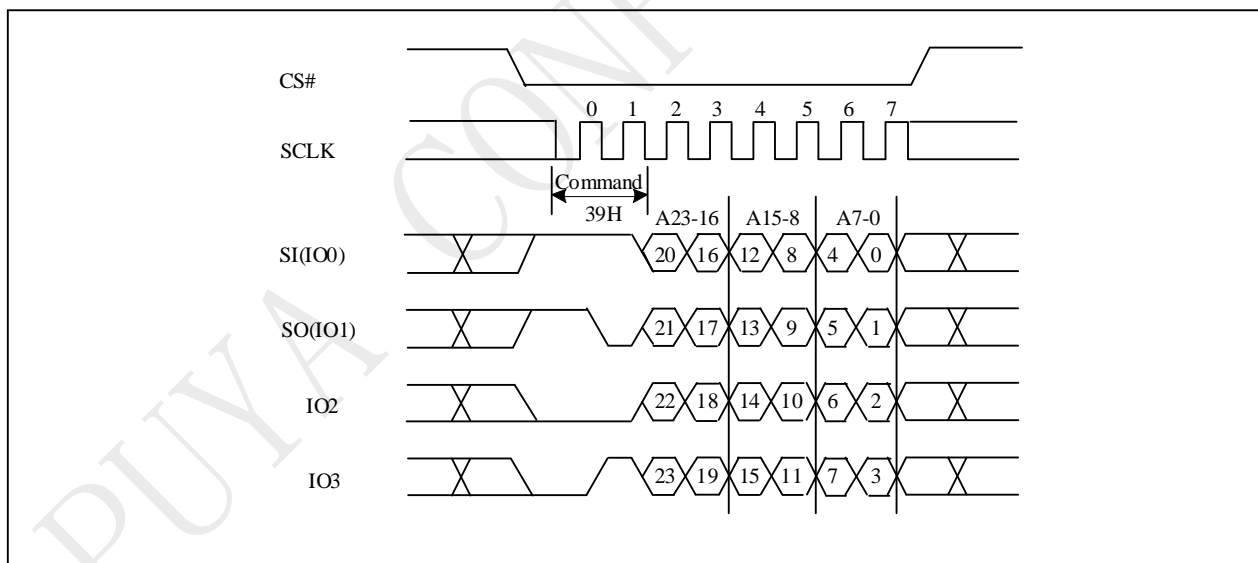 CS#
0 1 2 3 4 5 6 7
SCLK
Command
39H
A23-16 A15-8 A7-0
SI(IO0) 20 16 12 8 4 0
SO(IO1) 21 17 13 9 5 1
IO2 22 18 14 10 6 2
IO3 23 19 15 11 7 3
PUYA CON